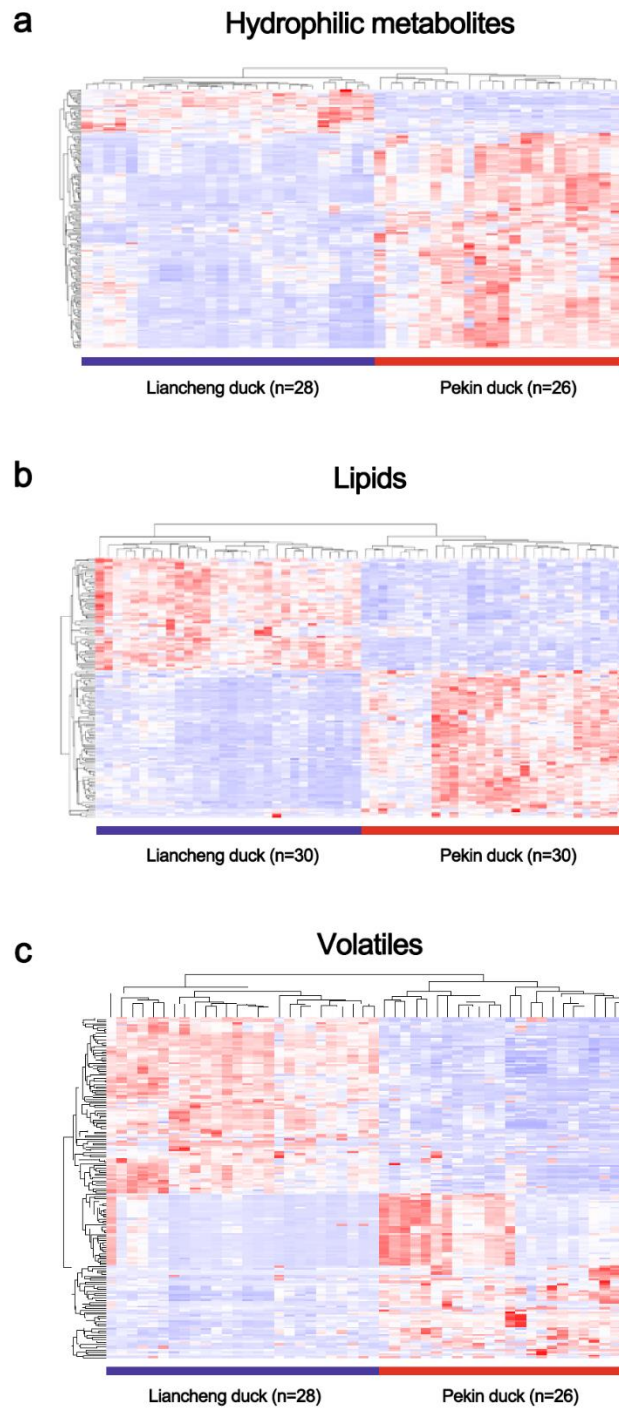 a
Hydrophilic metabolites
Liancheng duck (n=28)
Pekin duck (n=26)
b
Lipids
Liancheng duck (n=30)
Pekin duck (n=30)
c
Volatiles
Liancheng duck (n=28)
Pekin duck (n=26)